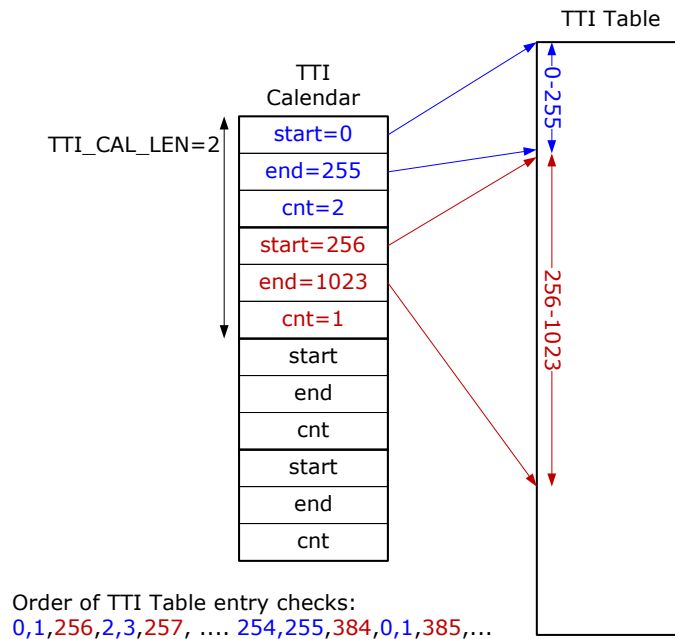 TTI Table
TTI
Calendar
TTI_CAL_LEN=2
start=0
end=255
cnt=2
start=256
end=1023
cnt=1
start
end
cnt
start
end
cnt
0-255
256-1023
Order of TTI Table entry checks:
0,1,256,2,3,257, .... 254,255,384,0,1,385,...